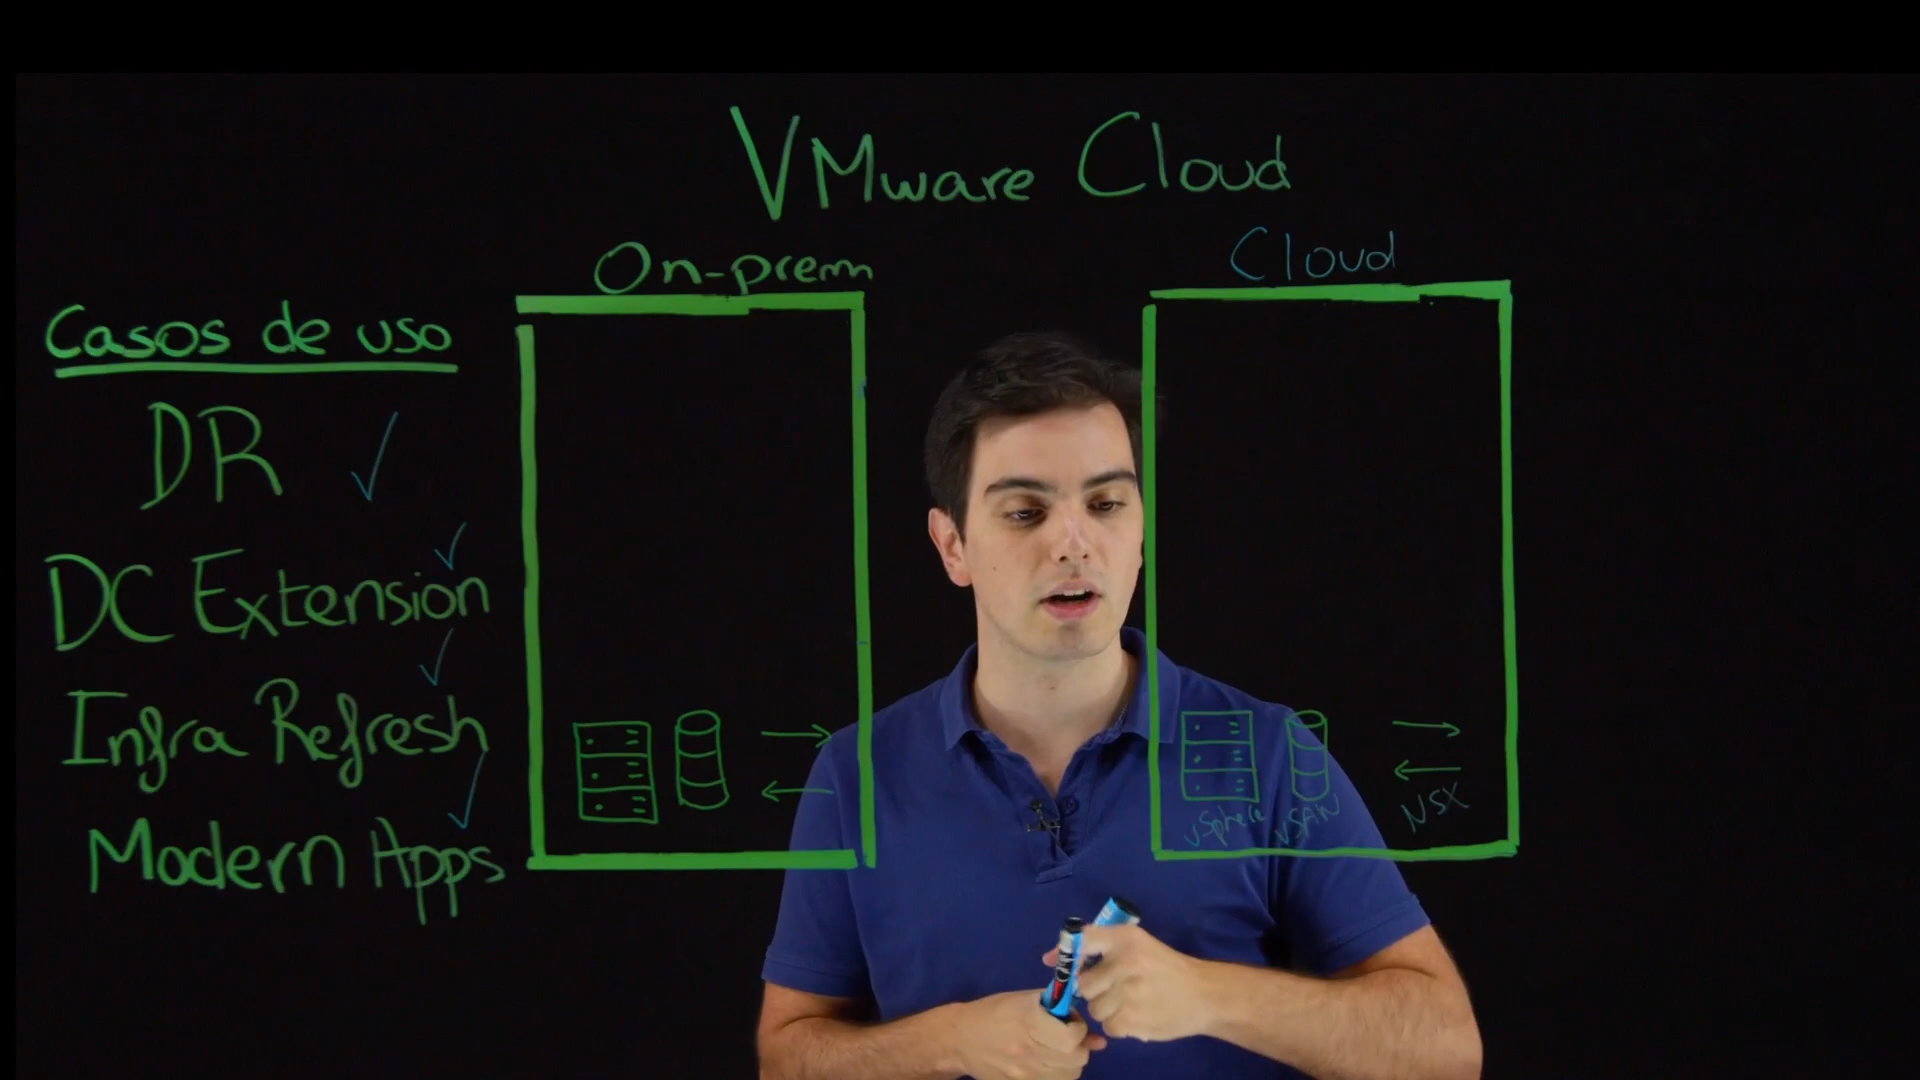 VMware Cloud
On-prem
Cloud
Casos de uso
DR
DC Extension
Infra Refresh
Modern Apps
vSphere vSAN NSX